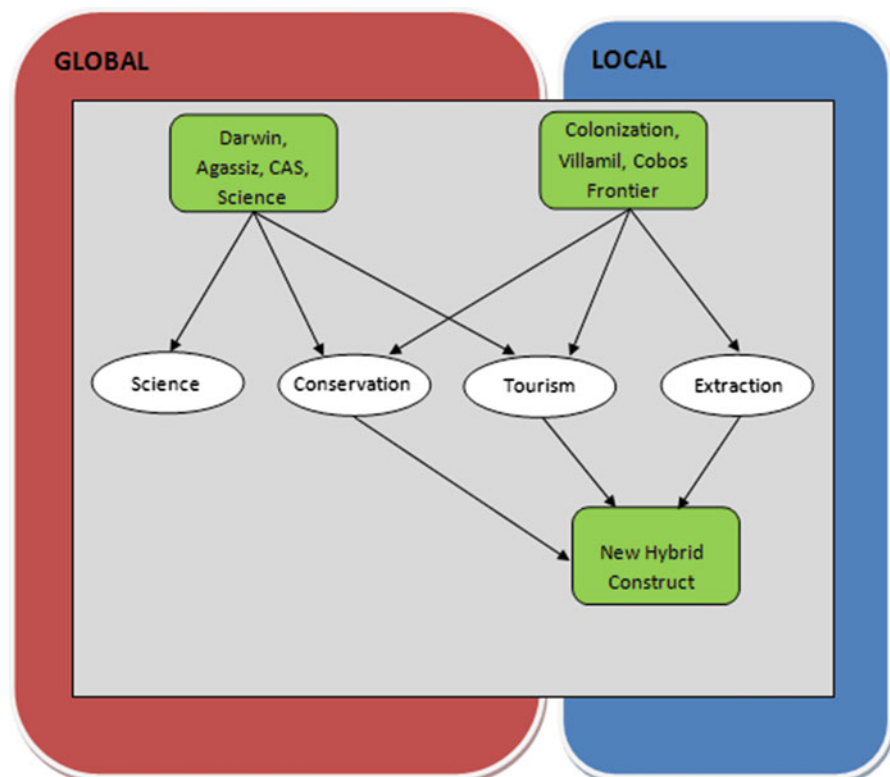 GLOBAL
LOCAL
Darwin,
Agassiz, CAS,
Science
Colonization,
Villamil, Cobos
Frontier
Science
Conservation
Tourism
Extraction
New Hybrid
Construct